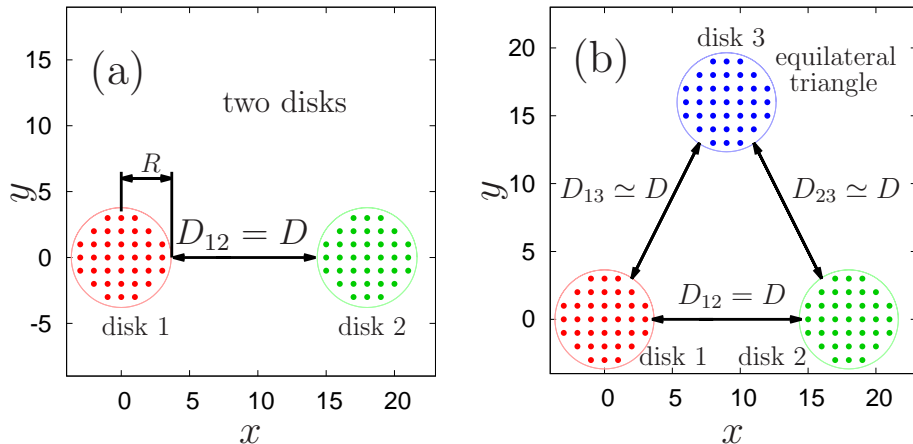 (a)
two disks
R
D₁₂ = D
disk 1
disk 2
15
10
5
0
-5
y
0
5
10
15
20
x
(b)
disk 3
equilateral
triangle
D₁₃ ≃ D
D₂₃ ≃ D
D₁₂ = D
disk 1
disk 2
20
15
10
5
0
y
0
5
10
15
20
x